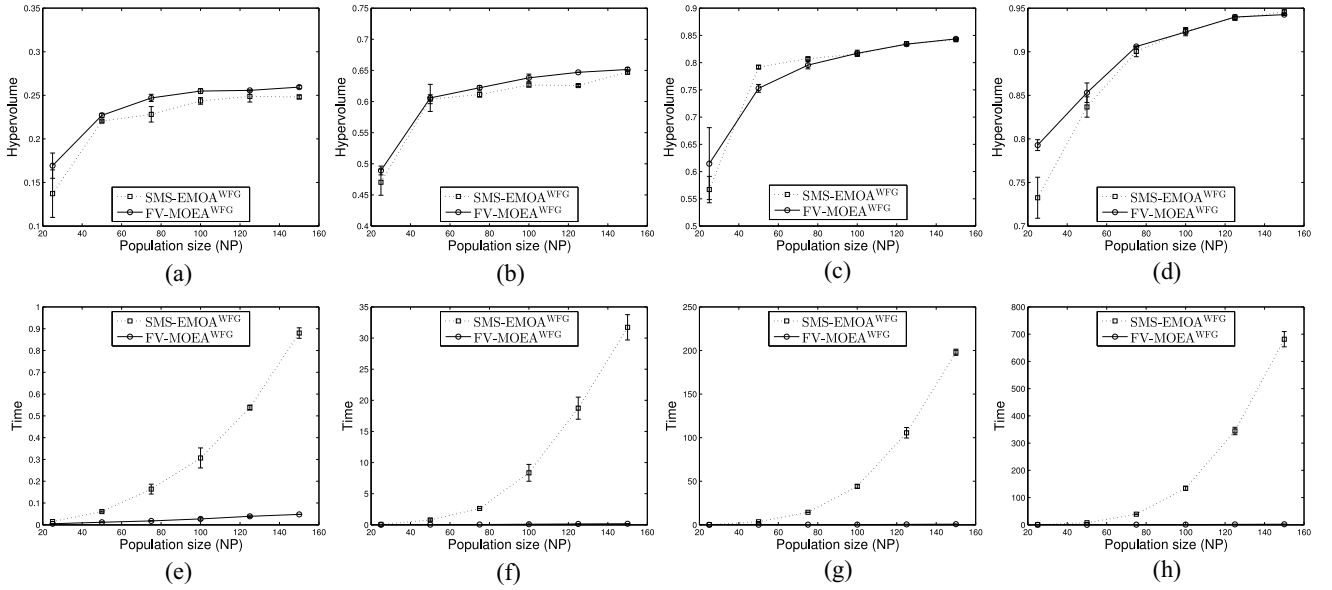 0.35
0.3
0.25
0.2
0.15
0.1
Hypervolume
SMS-EMOA^WFG
FV-MOEA^WFG
20 40 60 80 100 120 140 160
Population size (NP)
(a)
0.75
0.7
0.65
0.6
0.55
0.5
0.45
0.4
Hypervolume
SMS-EMOA^WFG
FV-MOEA^WFG
20 40 60 80 100 120 140 160
Population size (NP)
(b)
0.9
0.85
0.8
0.75
0.7
0.65
0.6
0.55
0.5
Hypervolume
SMS-EMOA^WFG
FV-MOEA^WFG
20 40 60 80 100 120 140 160
Population size (NP)
(c)
0.95
0.9
0.85
0.8
0.75
0.7
Hypervolume
SMS-EMOA^WFG
FV-MOEA^WFG
20 40 60 80 100 120 140 160
Population size (NP)
(d)
1
0.9
0.8
0.7
0.6
0.5
0.4
0.3
0.2
0.1
0
Time
SMS-EMOA^WFG
FV-MOEA^WFG
20 40 60 80 100 120 140 160
Population size (NP)
(e)
35
30
25
20
15
10
5
0
Time
SMS-EMOA^WFG
FV-MOEA^WFG
20 40 60 80 100 120 140 160
Population size (NP)
(f)
250
200
150
100
50
0
Time
SMS-EMOA^WFG
FV-MOEA^WFG
20 40 60 80 100 120 140 160
Population size (NP)
(g)
800
700
600
500
400
300
200
100
0
Time
SMS-EMOA^WFG
FV-MOEA^WFG
20 40 60 80 100 120 140 160
Population size (NP)
(h)